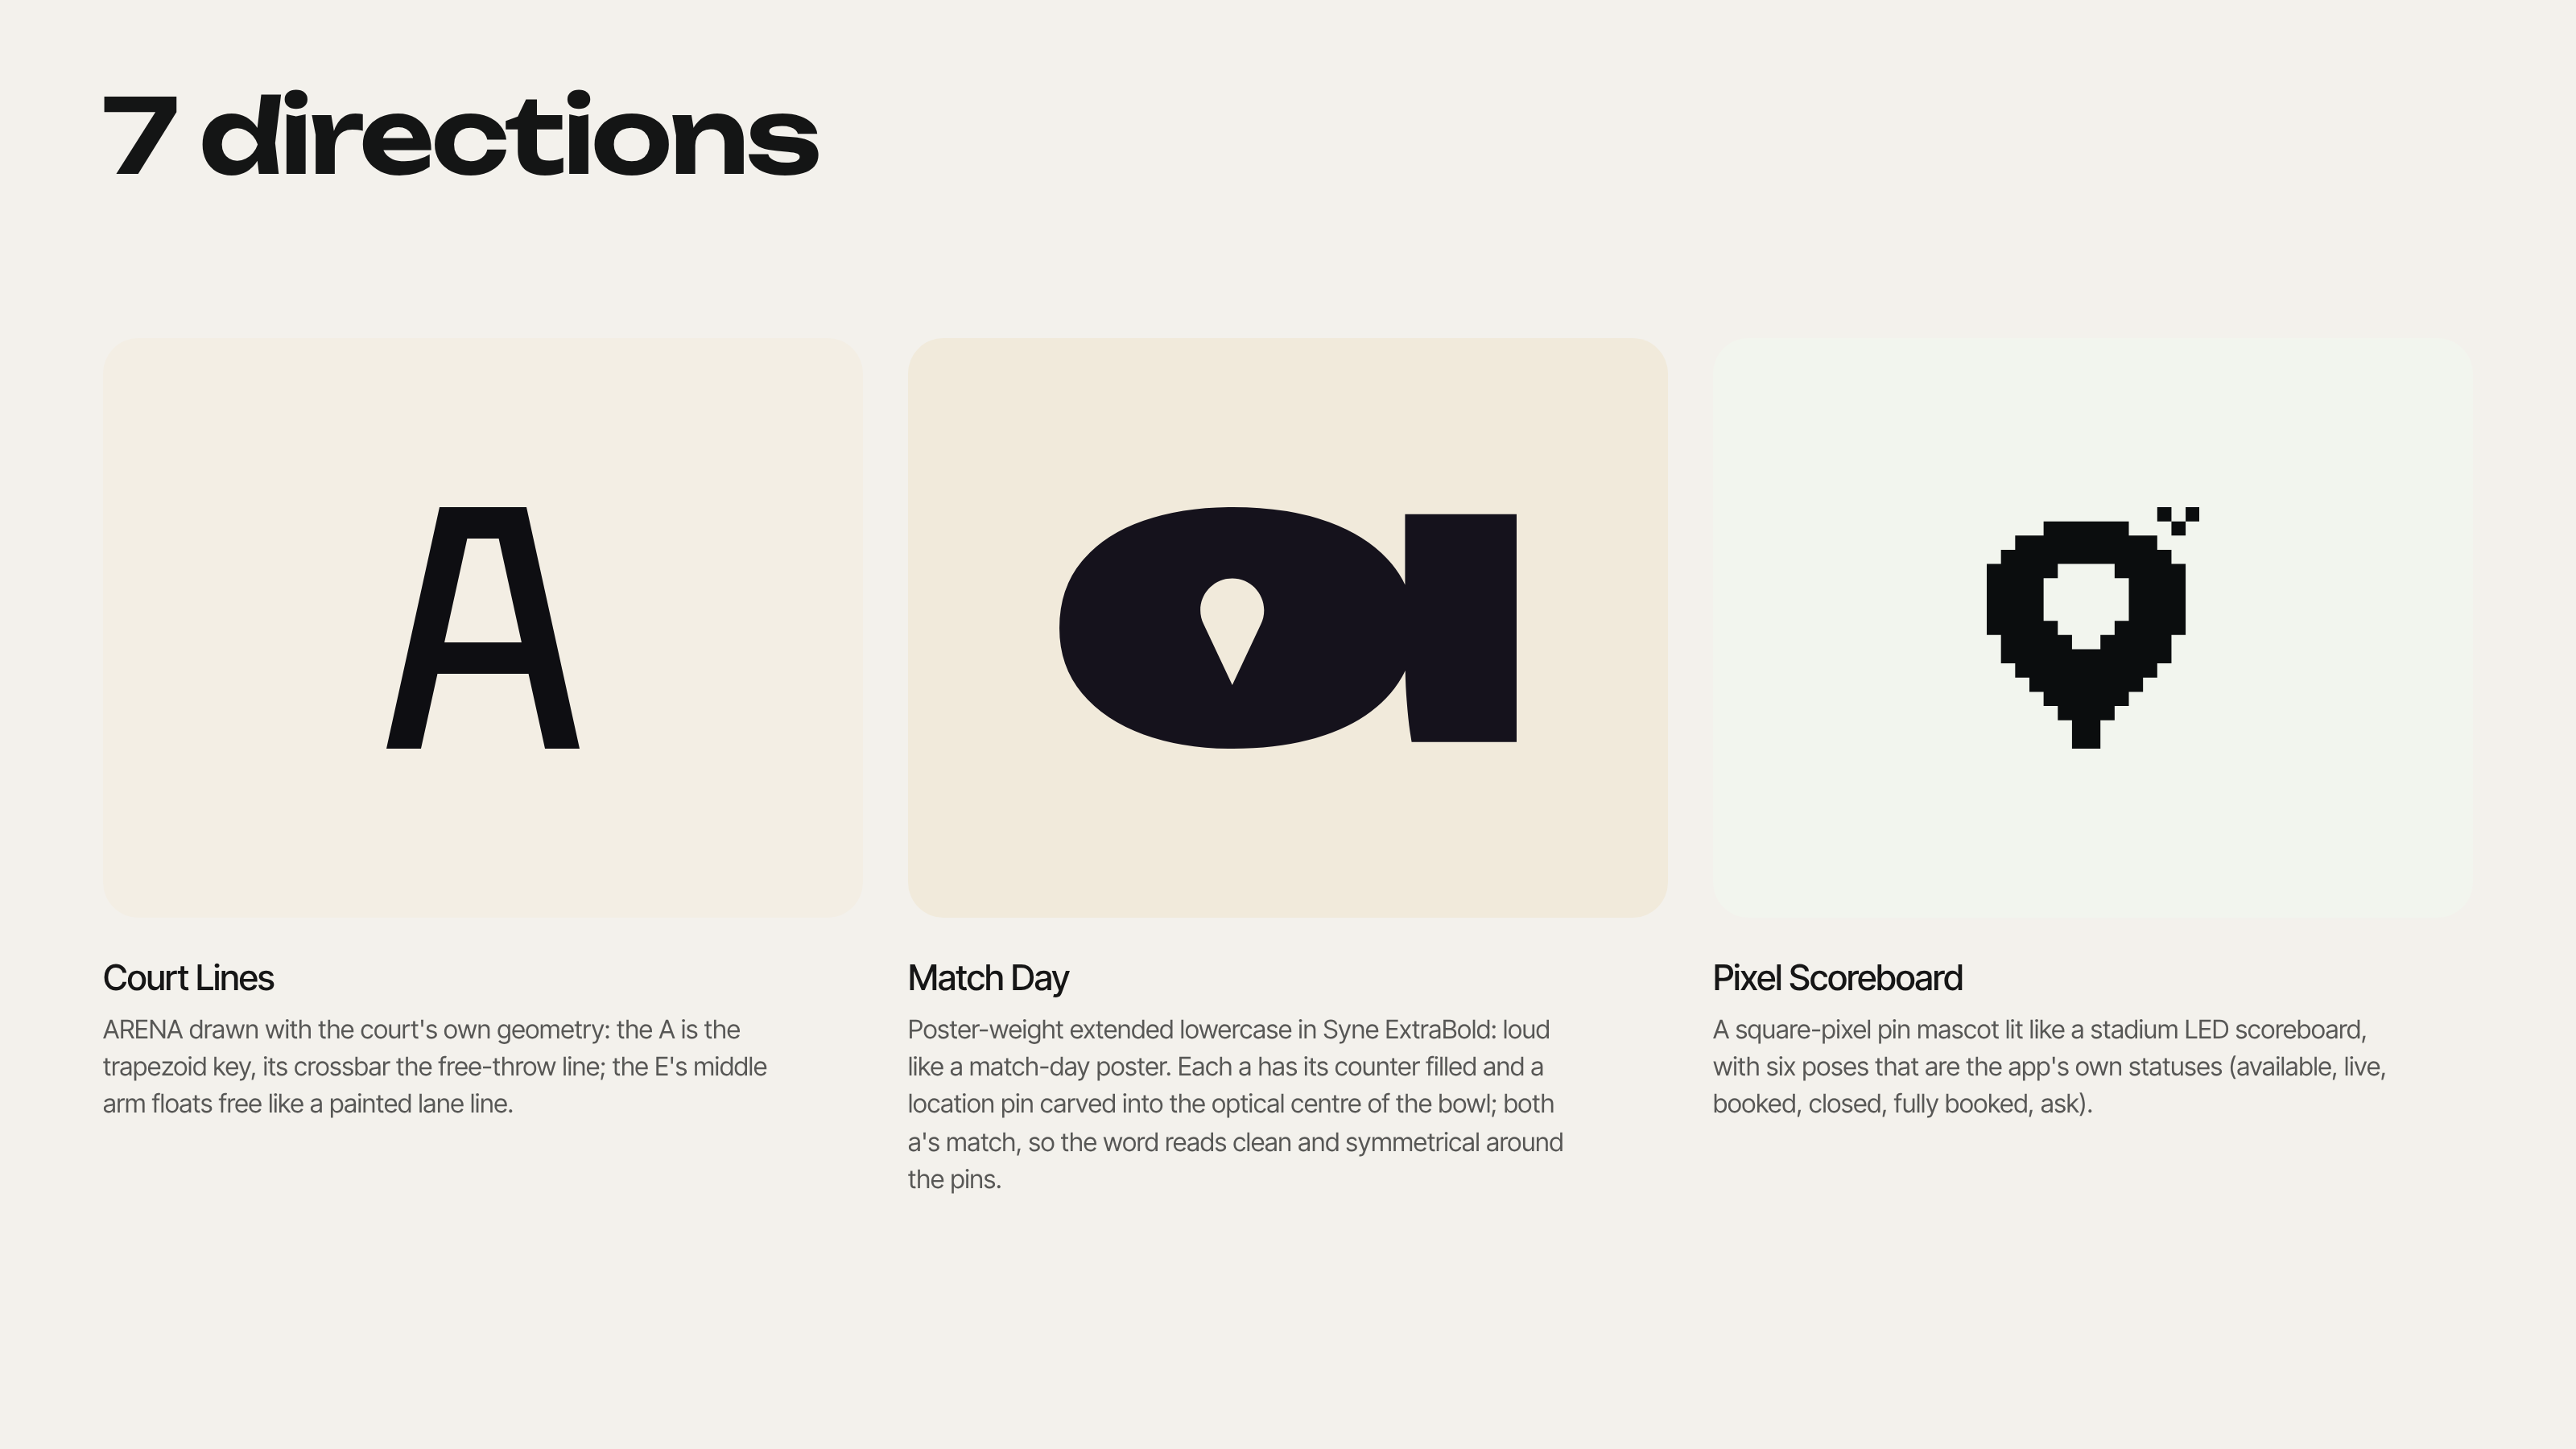 7 directions
A
a
Court Lines
ARENA drawn with the court's own geometry: the A is the
trapezoid key, its crossbar the free-throw line; the E's middle
arm floats free like a painted lane line.
Match Day
Poster-weight extended lowercase in Syne ExtraBold: loud
like a match-day poster. Each a has its counter filled and a
location pin carved into the optical centre of the bowl; both
a's match, so the word reads clean and symmetrical around
the pins.
Pixel Scoreboard
A square-pixel pin mascot lit like a stadium LED scoreboard,
with six poses that are the app's own statuses (available, live,
booked, closed, fully booked, ask).